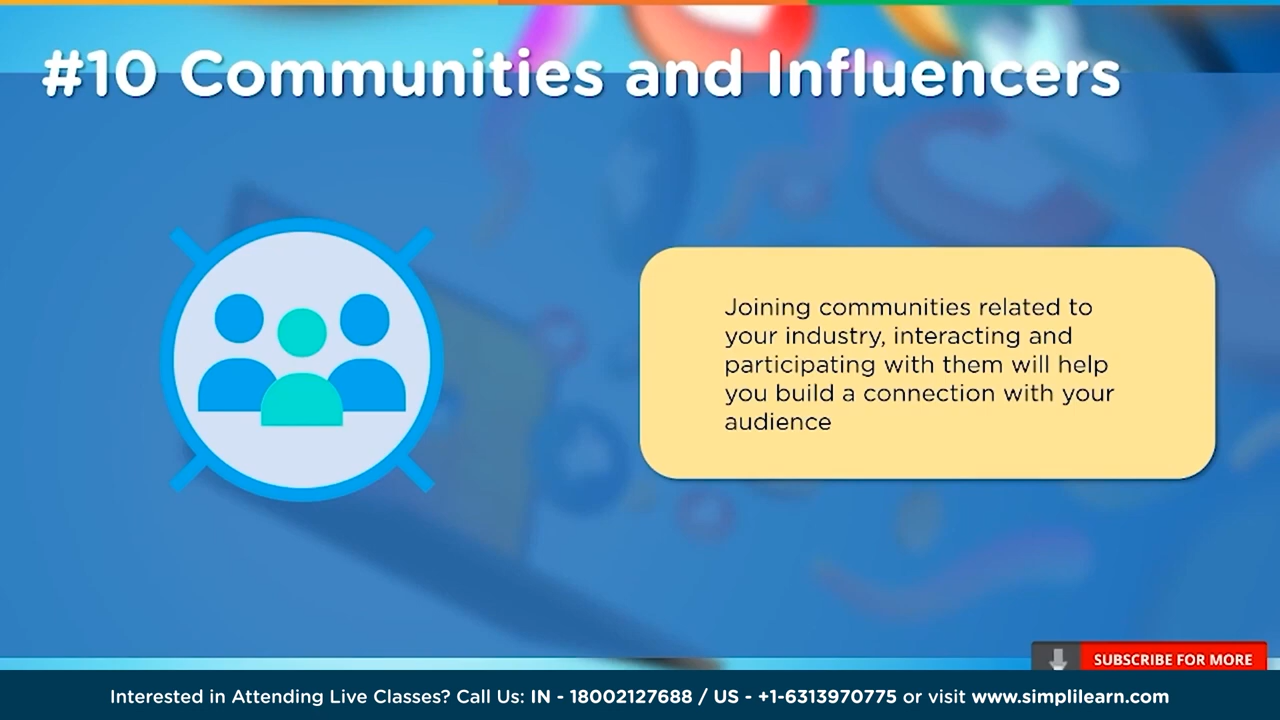 #10 Communities and Influencers
Joining communities related to
your industry, interacting and
participating with them will help
you build a connection with your
audience
SUBSCRIBE FOR MORE
Interested in Attending Live Classes? Call Us: IN - 18002127688 / US - +1-6313970775 or visit www.simplilearn.com